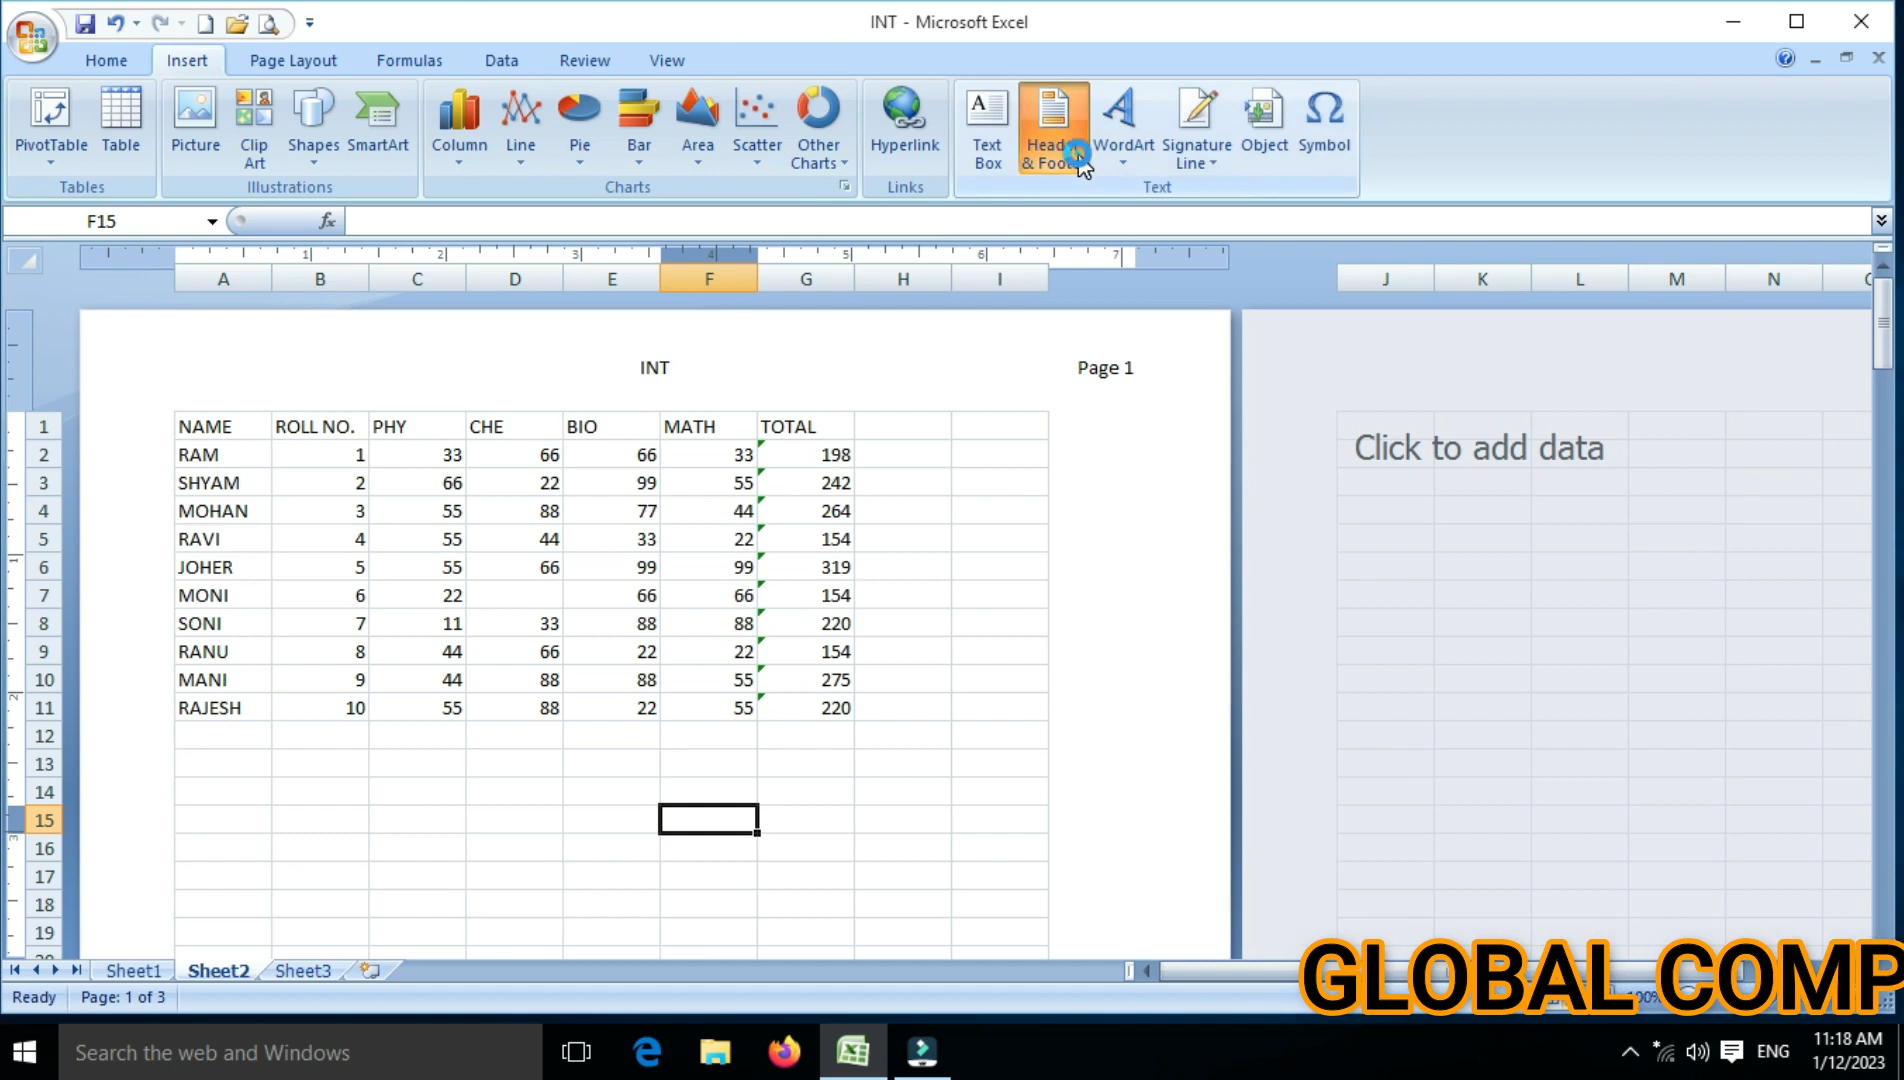 INT - Microsoft Excel
Home Insert Page Layout Formulas Data Review View
PivotTable Table Picture Clip Art Shapes SmartArt Column Line Pie Bar Area Scatter Other Charts Hyperlink Text Box & WordArt Signature Line Object Symbol
Tables Illustrations Charts Links Text
F15 fx
1 2 3 4 5 6 7
A B C D E F G H I J K L M N
INT Page 1
1 NAME ROLL NO. PHY CHE BIO MATH TOTAL
2 RAM 1 33 66 66 33 198
Click to add data
3 SHYAM 2 66 22 99 55 242
4 MOHAN 3 55 88 77 44 264
5 RAVI 4 55 44 33 22 154
6 JOHER 5 55 66 99 99 319
7 MONI 6 22 66 66 154
8 SONI 7 11 33 88 88 220
9 RANU 8 44 66 22 22 154
10 MANI 9 44 88 88 55 275
11 RAJESH 10 55 88 22 55 220
12
13
14
15
16
17
18
19
Sheet1 Sheet2 Sheet3
GLOBAL COMP
Ready Page: 1 of 3
Search the web and Windows
ENG
11:18 AM
1/12/2023